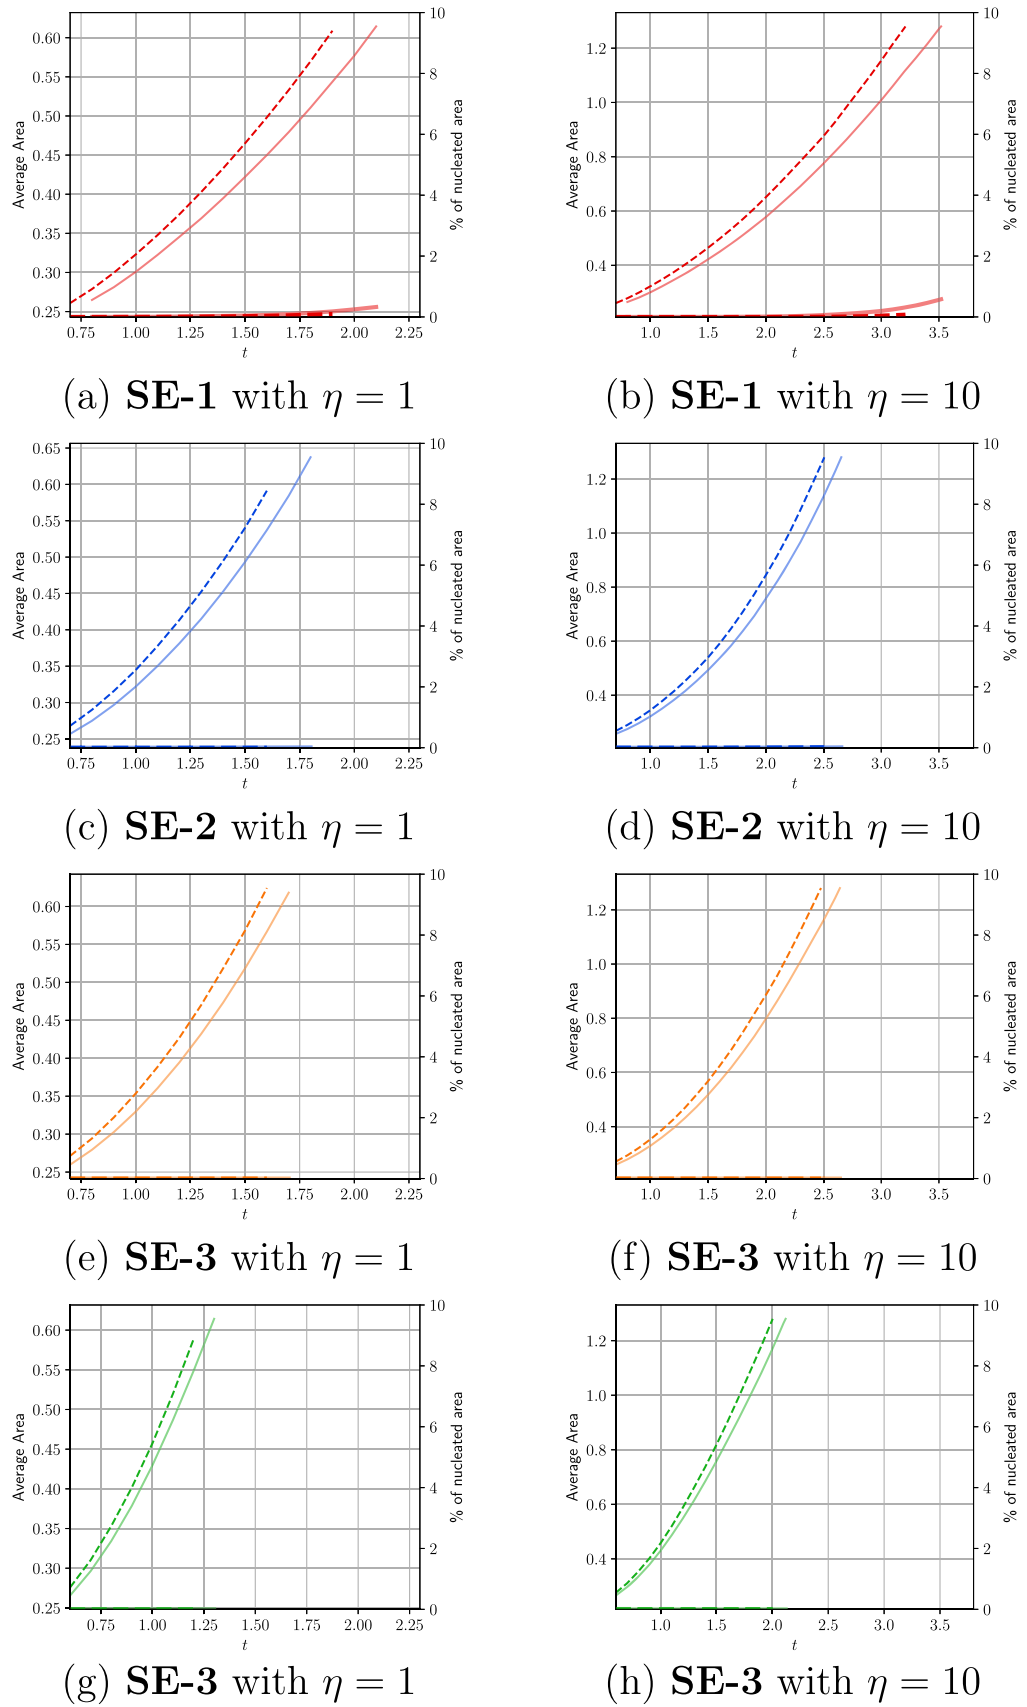 0.60
0.55
0.50
0.45
0.40
0.35
0.30
0.25
Average Area
10
8
6
4
2
0
% of nucleated area
0.75 1.00 1.25 1.50 1.75 2.00 2.25
t
(a) SE-1 with η = 1
1.2
1.0
0.8
0.6
0.4
Average Area
10
8
6
4
2
0
% of nucleated area
1.0 1.5 2.0 2.5 3.0 3.5
t
(b) SE-1 with η = 10
0.65
0.60
0.55
0.50
0.45
0.40
0.35
0.30
0.25
Average Area
10
8
6
4
2
0
% of nucleated area
0.75 1.00 1.25 1.50 1.75 2.00 2.25
t
(c) SE-2 with η = 1
1.2
1.0
0.8
0.6
0.4
Average Area
10
8
6
4
2
0
% of nucleated area
1.0 1.5 2.0 2.5 3.0 3.5
t
(d) SE-2 with η = 10
0.60
0.55
0.50
0.45
0.40
0.35
0.30
0.25
Average Area
10
8
6
4
2
0
% of nucleated area
0.75 1.00 1.25 1.50 1.75 2.00 2.25
t
(e) SE-3 with η = 1
1.2
1.0
0.8
0.6
0.4
Average Area
10
8
6
4
2
0
% of nucleated area
1.0 1.5 2.0 2.5 3.0 3.5
t
(f) SE-3 with η = 10
0.60
0.55
0.50
0.45
0.40
0.35
0.30
0.25
Average Area
10
8
6
4
2
0
% of nucleated area
0.75 1.00 1.25 1.50 1.75 2.00 2.25
t
(g) SE-3 with η = 1
1.2
1.0
0.8
0.6
0.4
Average Area
10
8
6
4
2
0
% of nucleated area
1.0 1.5 2.0 2.5 3.0 3.5
t
(h) SE-3 with η = 10